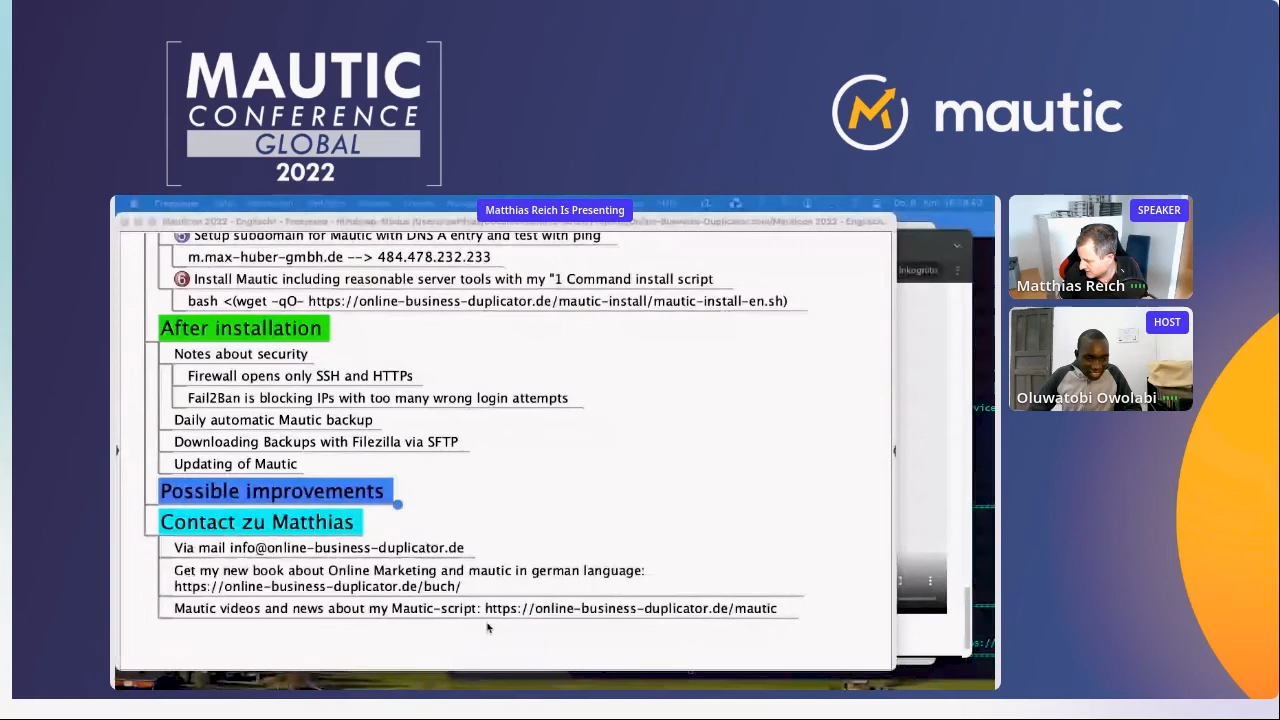 MAUTIC
CONFERENCE
GLOBAL
2022
mautic
Matthias Reich Is Presenting
Setup subdomain for Mautic with DNS A entry and test with ping
m.max-huber-gmbh.de --> 484.478.232.233
6 Install Mautic including reasonable server tools with my "1 Command install script
bash <(wget -qO- https://online-business-duplicator.de/mautic-install/mautic-install-en.sh)
After installation
Notes about security
Firewall opens only SSH and HTTPs
Fail2Ban is blocking IPs with too many wrong login attempts
Daily automatic Mautic backup
Downloading Backups with Filezilla via SFTP
Updating of Mautic
Possible improvements
Contact zu Matthias
Via mail info@online-business-duplicator.de
Get my new book about Online Marketing and mautic in german language:
https://online-business-duplicator.de/buch/
Mautic videos and news about my Mautic-script: https://online-business-duplicator.de/mautic
Inkognito
SPEAKER
Matthias Reich
HOST
Oluwatobi Owolabi